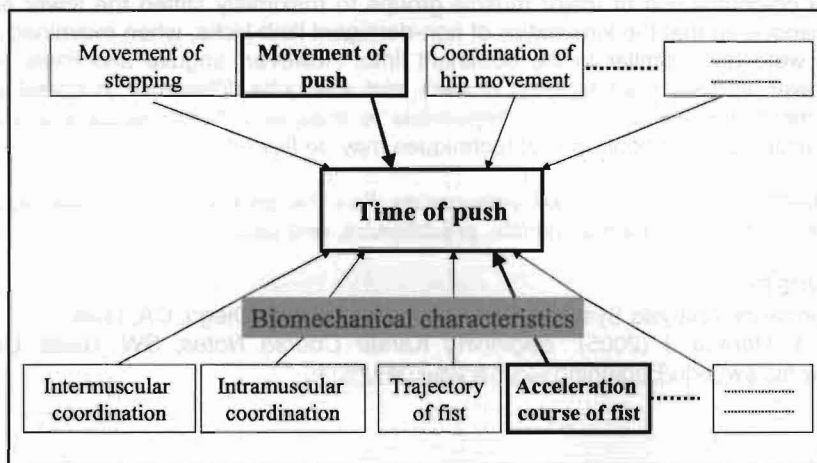 Movement of
stepping
Movement of
push
Coordination of
hip movement
Time of push
Biomechanical characteristics
Intermuscular
coordination
Intramuscular
coordination
Trajectory
of fist
Acceleration
course of fist